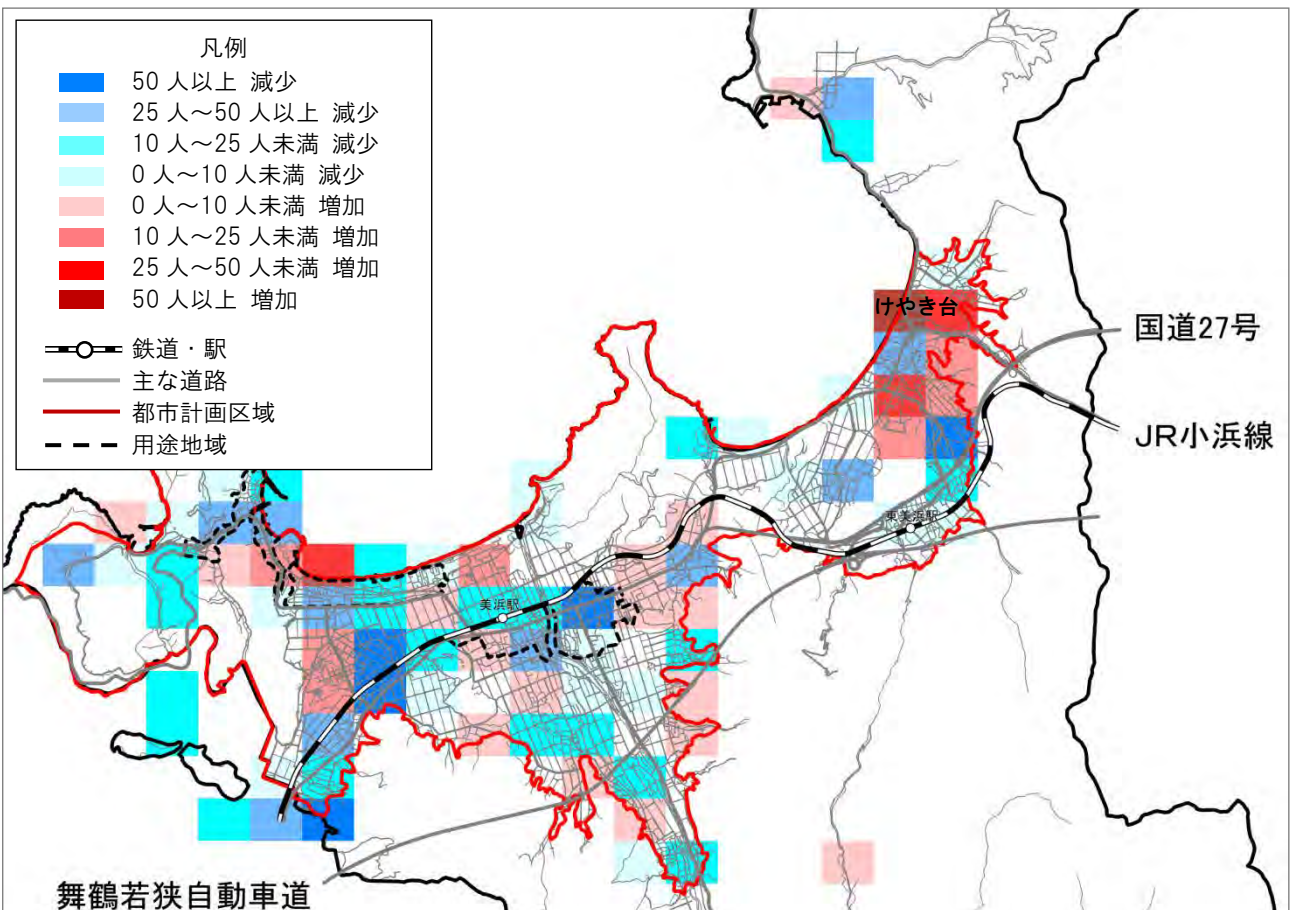 凡例
50 人以上 減少
25 人～50 人以上 減少
10 人～25 人未満 減少
0 人～10 人未満 減少
0 人～10 人未満 増加
10 人～25 人未満 増加
25 人～50 人未満 増加
50 人以上 増加
鉄道・駅
主な道路
都市計画区域
用途地域
けやき台
国道27号
JR小浜線
東美浜駅
美浜駅
舞鶴若狭自動車道